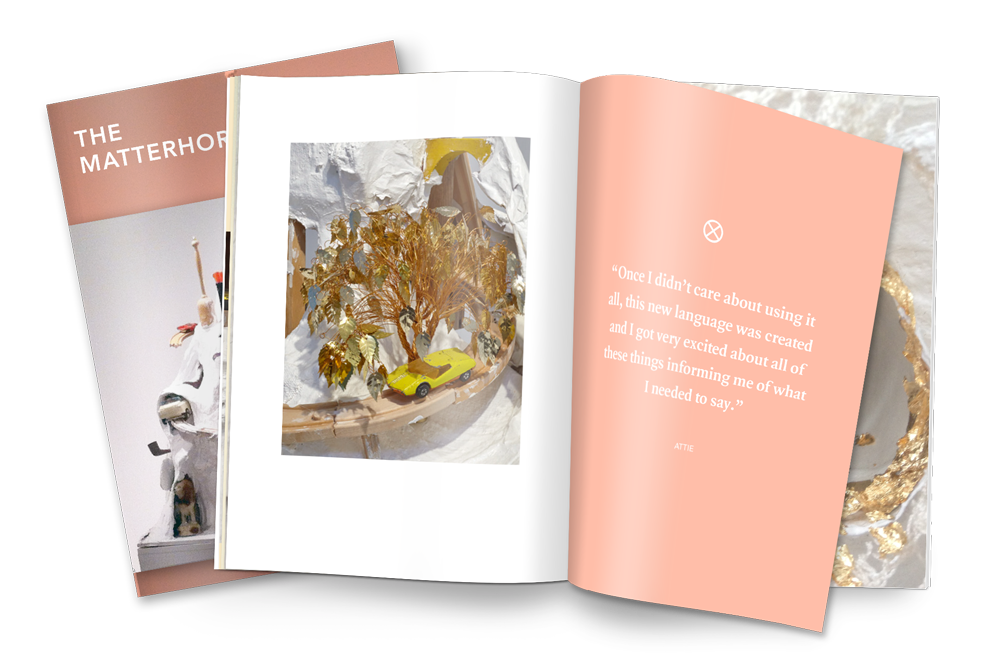 THE
MATTERHOR
“Once I didn’t care about using it
all, this new language was created
and I got very excited about all of
these things informing me of what
I needed to say.”
ATTIE